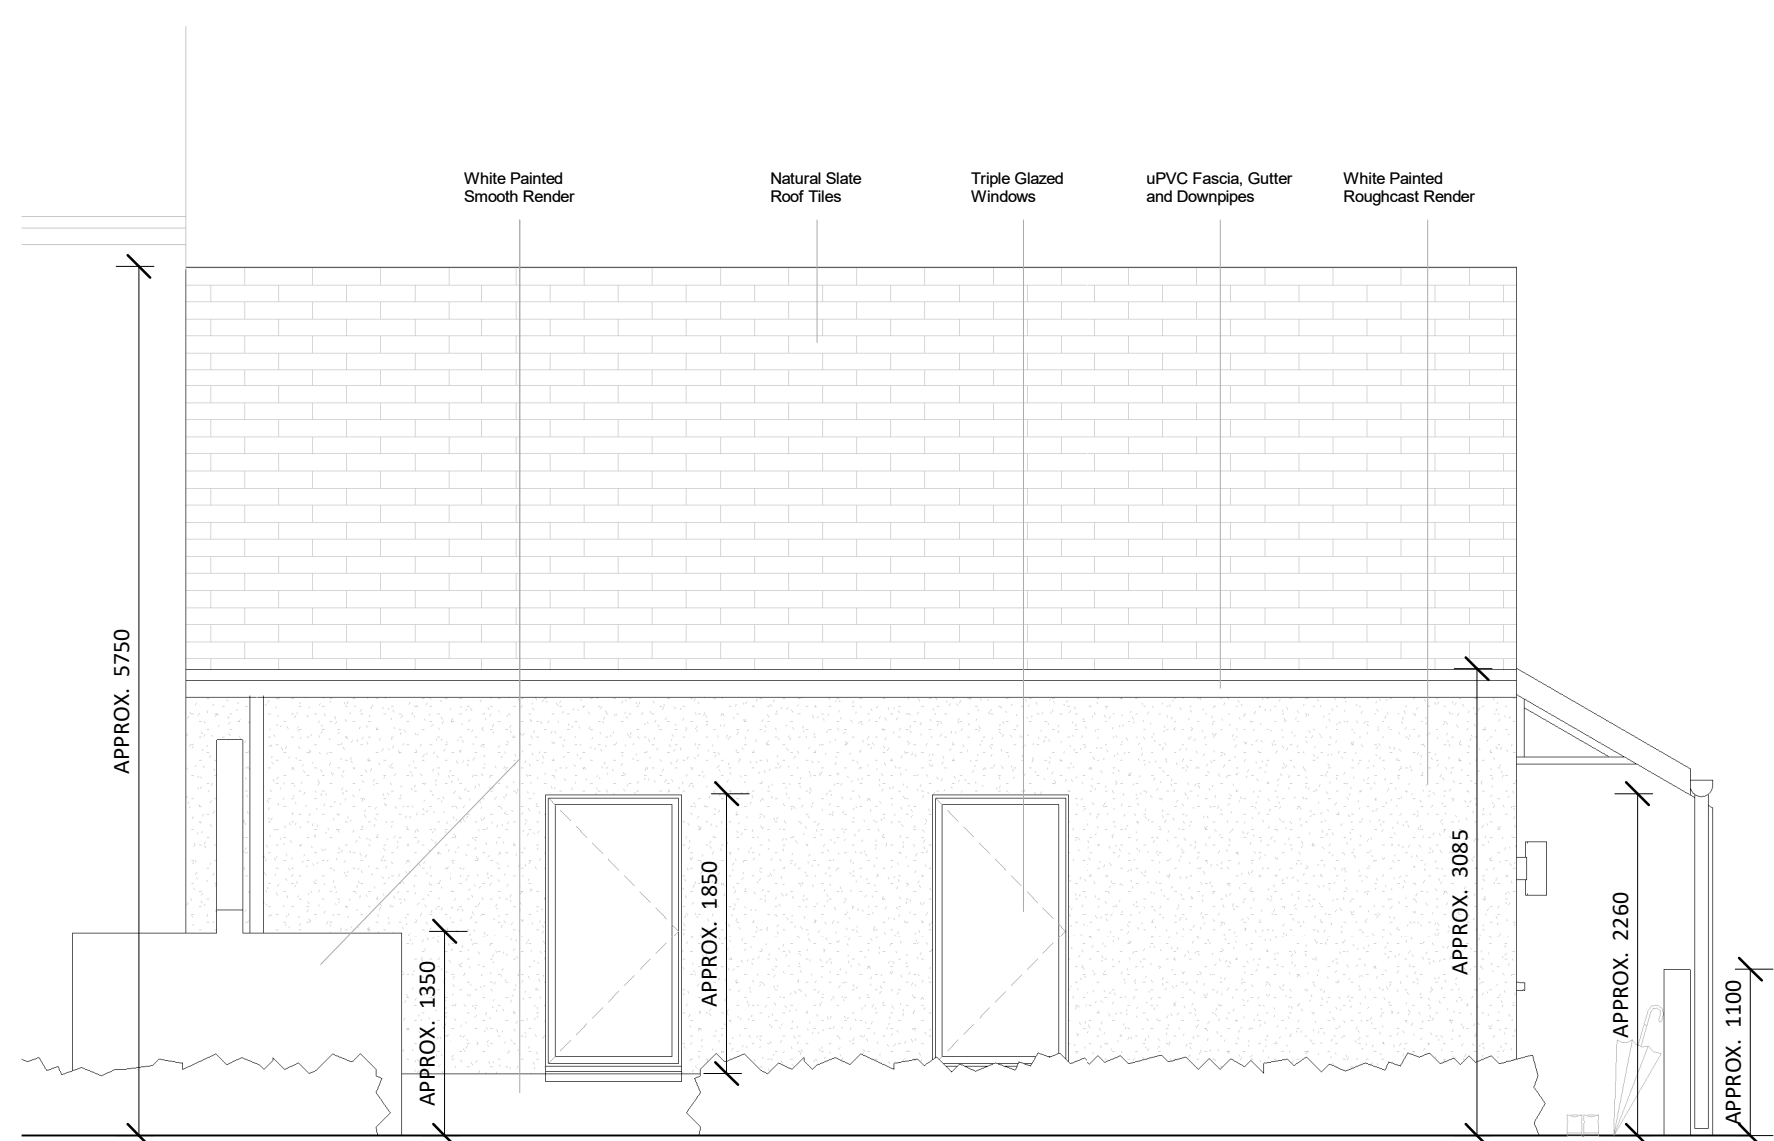 White Painted
Smooth Render
Natural Slate
Roof Tiles
Triple Glazed
Windows
uPVC Fascia, Gutter
and Downpipes
White Painted
Roughcast Render
APPROX. 5750
APPROX. 1350
APPROX. 1850
APPROX. 3085
APPROX. 2260
APPROX. 1100